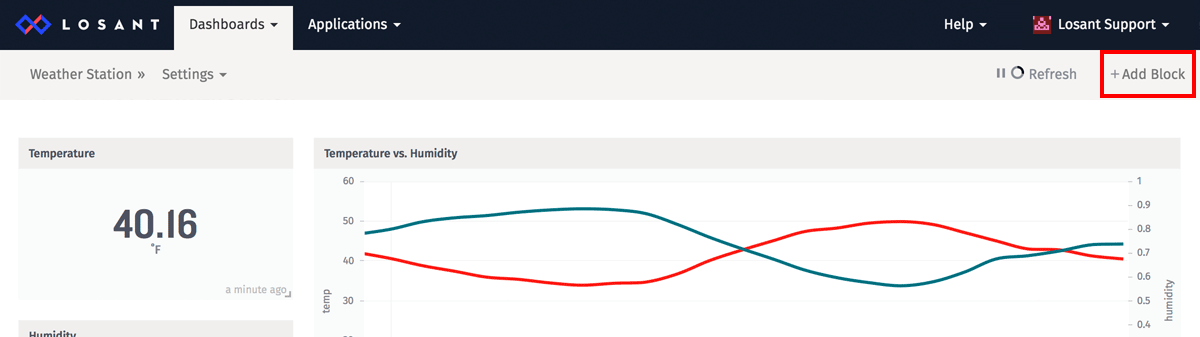 LOSANT Dashboards Applications Help Losant Support
Weather Station » Settings Refresh +Add Block
Temperature
40.16
°F
a minute ago
Humidity
Temperature vs. Humidity
60
50
40
30
temp
1
0.9
0.8
0.7
0.6
0.5
0.4
humidity